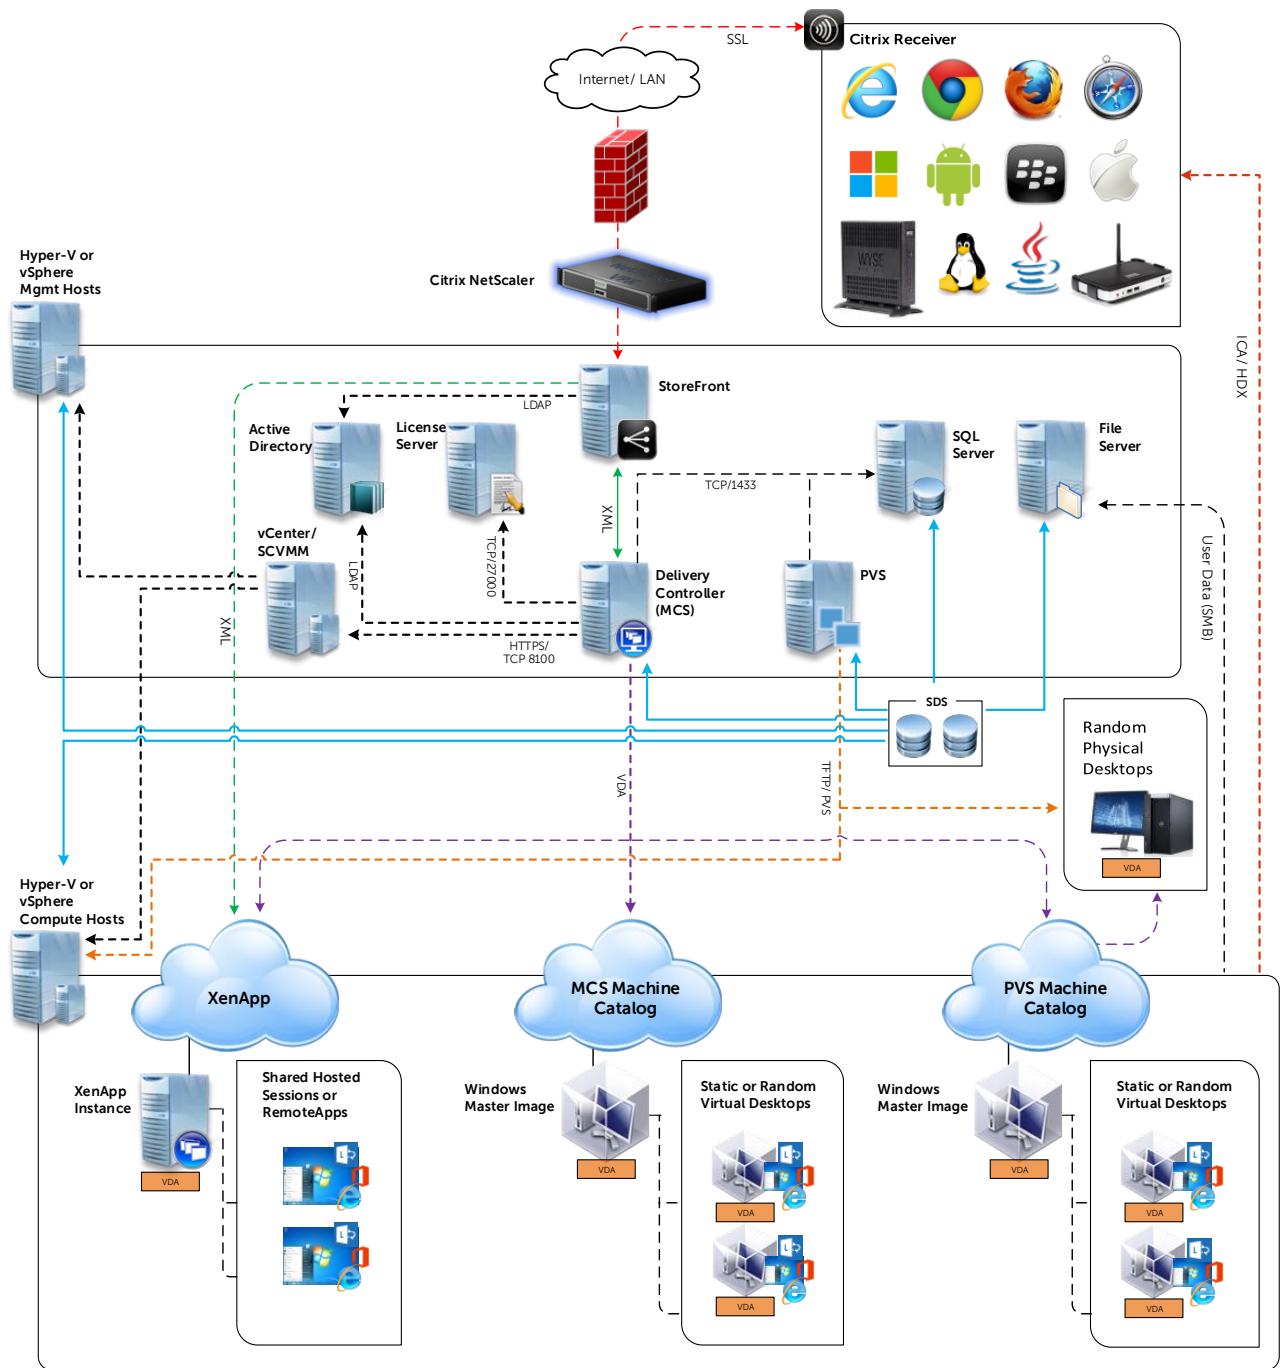 SSL
Citrix Receiver
Internet/ LAN
WYSE
Citrix NetScaler
Hyper-V or
vSphere
Mgmt Hosts
ICA / HDX
StoreFront
LDAP
Active
Directory
License
Server
SQL
Server
File
Server
TCP/1433
XML
vCenter/
SCVMM
LDAP
TCP/27000
Delivery
Controller
(MCS)
PVS
User Data (SMB)
XML
HTTPS/
TCP 8100
SDS
VDA
TFTP/ PVS
Random
Physical
Desktops
VDA
Hyper-V or
vSphere
Compute Hosts
XenApp
MCS Machine
Catalog
PVS Machine
Catalog
XenApp
Instance
VDA
Shared Hosted
Sessions or
RemoteApps
L
L
Windows
Master Image
VDA
Static or Random
Virtual Desktops
L
VDA
L
VDA
Windows
Master Image
VDA
Static or Random
Virtual Desktops
L
VDA
L
VDA